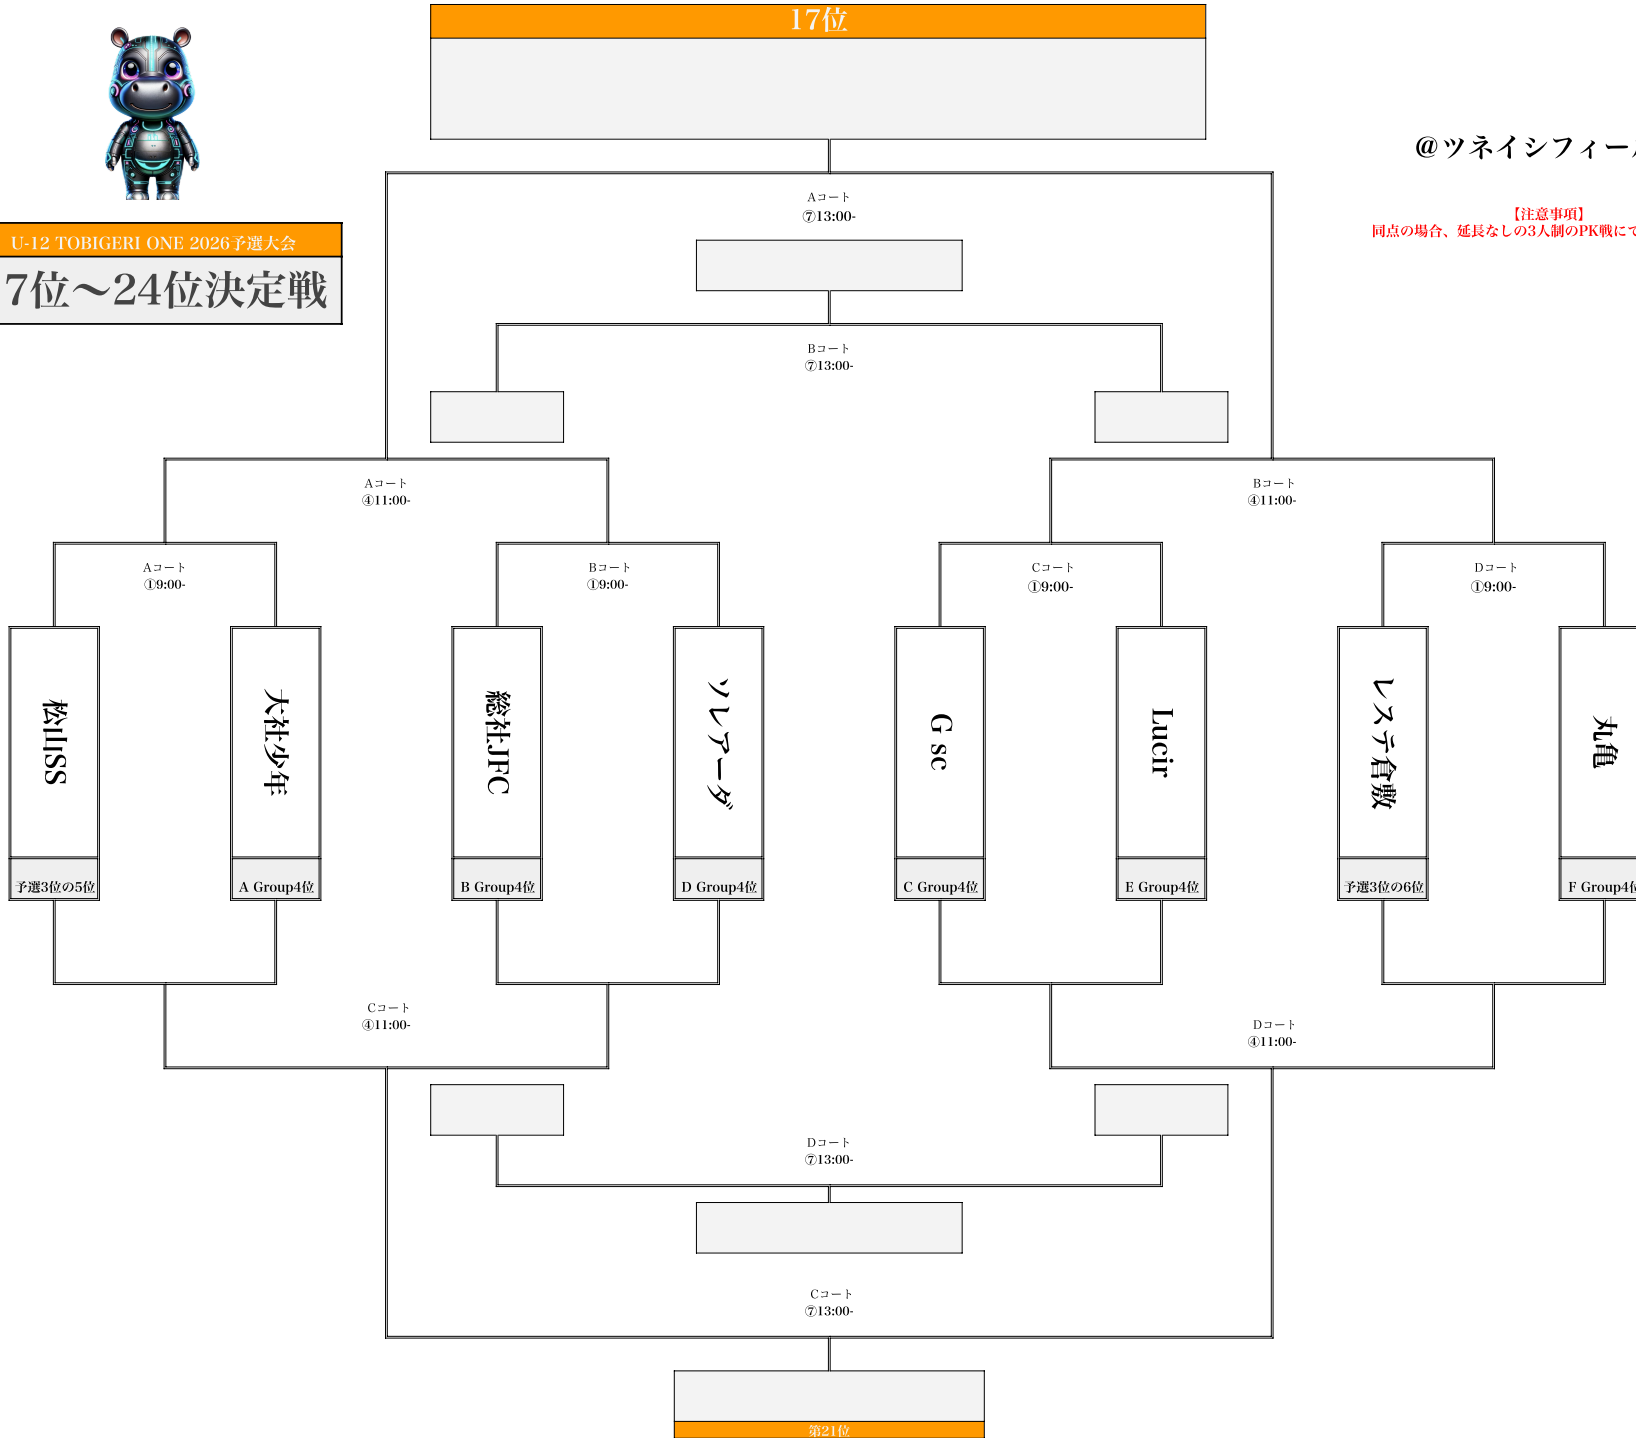 17位
@ツネイシフィー
【注意事項】
同点の場合、延長なしの3人制のPK戦にて
U-12 TOBIGERI ONE 2026予選大会
7位〜24位決定戦
Aコート
⑦13:00-
Bコート
⑦13:00-
Aコート
④11:00-
Bコート
④11:00-
Aコート
①9:00-
Bコート
①9:00-
Cコート
①9:00-
Dコート
①9:00-
松山SS
大社少年
総社JFC
ソレアーダ
G sc
Lucir
レステ倉敷
丸亀
予選3位の5位
A Group4位
B Group4位
D Group4位
C Group4位
E Group4位
予選3位の6位
F Group4位
Cコート
④11:00-
Dコート
④11:00-
Dコート
⑦13:00-
Cコート
⑦13:00-
第21位